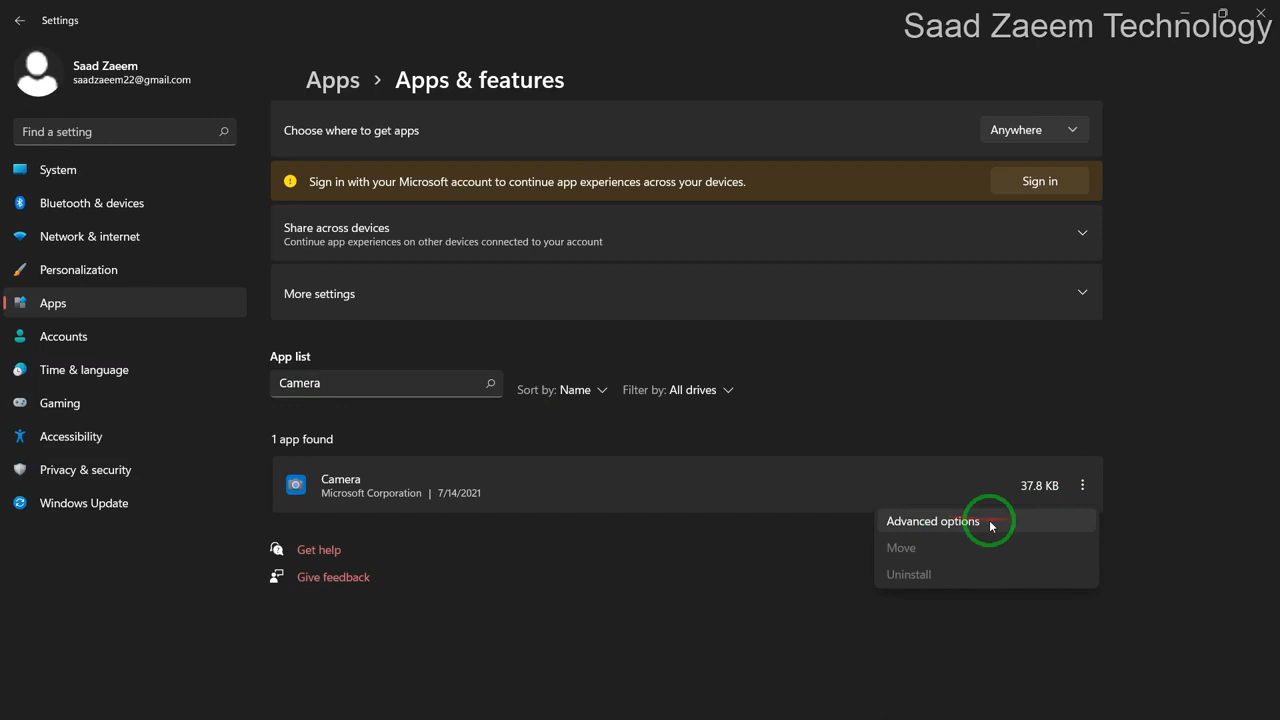 Settings
Saad Zaeem Technology
Saad Zaeem
saadzaeem22@gmail.com
Find a setting
System
Bluetooth & devices
Network & internet
Personalization
Apps
Accounts
Time & language
Gaming
Accessibility
Privacy & security
Windows Update
Apps > Apps & features
Choose where to get apps
Anywhere
Sign in with your Microsoft account to continue app experiences across your devices.
Sign in
Share across devices
Continue app experiences on other devices connected to your account
More settings
App list
Camera
Sort by: Name
Filter by: All drives
1 app found
Camera
Microsoft Corporation | 7/14/2021
37.8 KB
Advanced options
Move
Uninstall
Get help
Give feedback